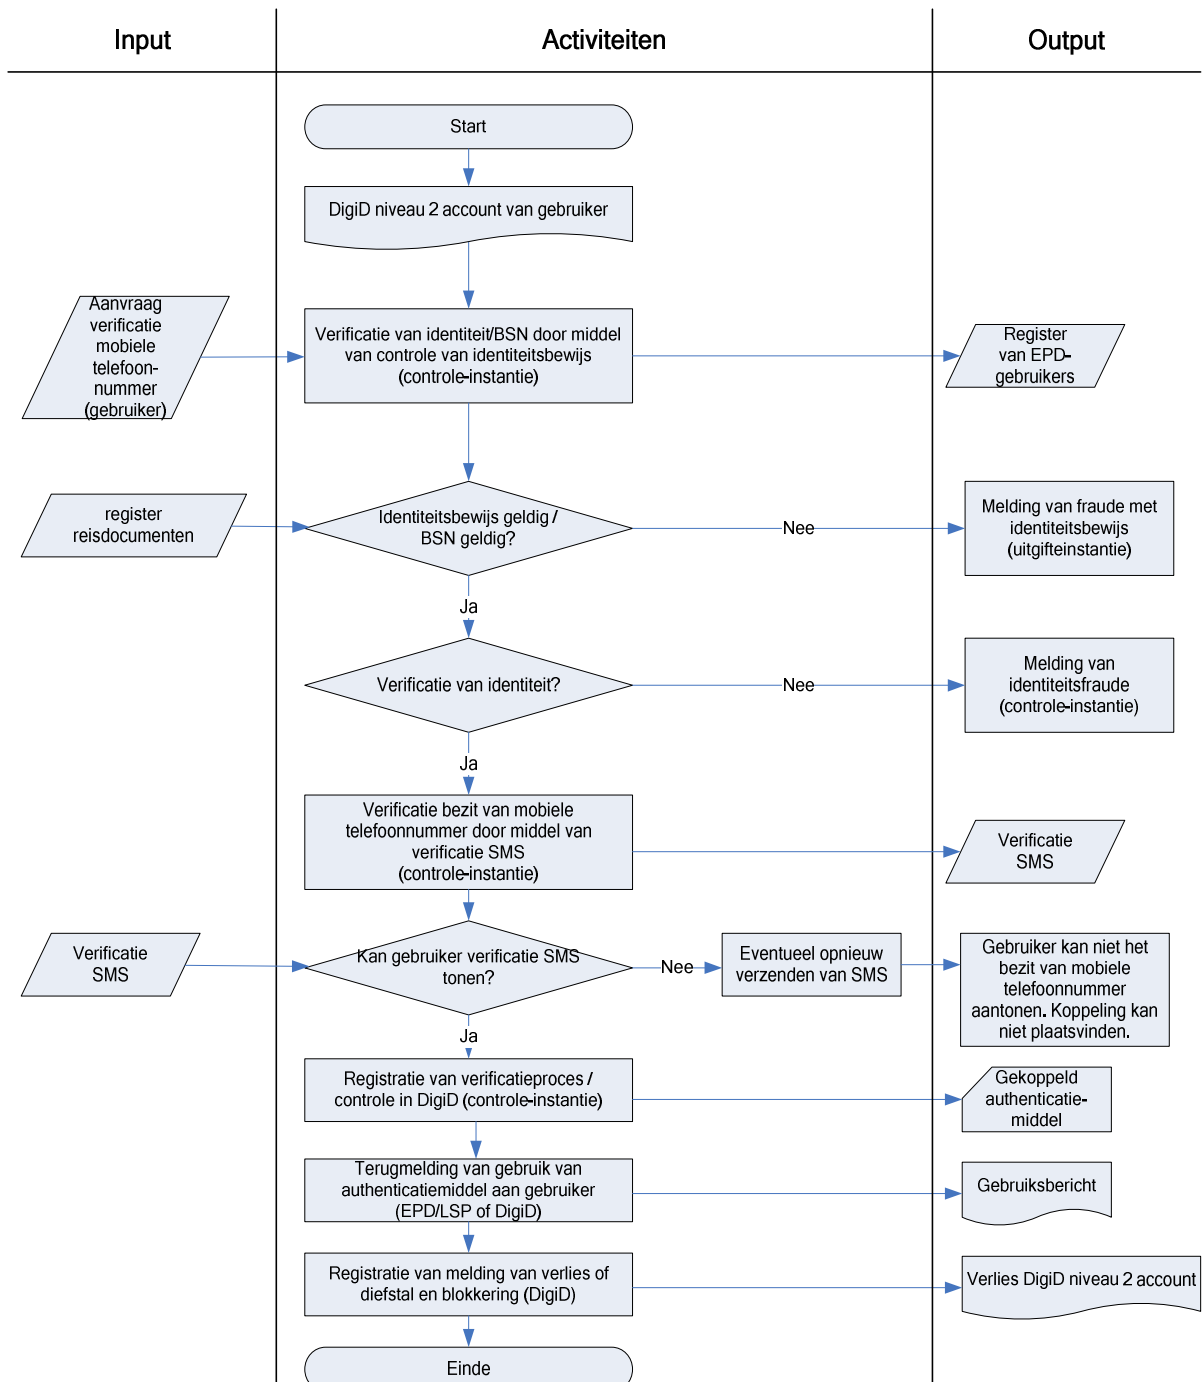 Input
Activiteiten
Output
Start
DigiD niveau 2 account van gebruiker
Aanvraag
verificatie
mobiele
telefoon-
nummer
(gebruiker)
Verificatie van identiteit/BSN door middel
van controle van identiteitsbewijs
(controle-instantie)
Register
van EPD-
gebruikers
register
reisdocumenten
Identiteitsbewijs geldig /
BSN geldig?
Nee
Melding van fraude met
identiteitsbewijs
(uitgifteinstantie)
Ja
Verificatie van identiteit?
Nee
Melding van
identiteitsfraude
(controle-instantie)
Ja
Verificatie bezit van mobiele
telefoonnummer door middel van
verificatie SMS
(controle-instantie)
Verificatie
SMS
Verificatie
SMS
Kan gebruiker verificatie SMS
tonen?
Nee
Eventueel opnieuw
verzenden van SMS
Gebruiker kan niet het
bezit van mobiele
telefoonnummer
aantonen. Koppeling kan
niet plaatsvinden.
Ja
Registratie van verificatieproces /
controle in DigiD (controle-instantie)
Gekoppeld
authenticatie-
middel
Terugmelding van gebruik van
authenticatiemiddel aan gebruiker
(EPD/LSP of DigiD)
Gebruiksbericht
Registratie van melding van verlies of
diefstal en blokkering (DigiD)
Verlies DigiD niveau 2 account
Einde